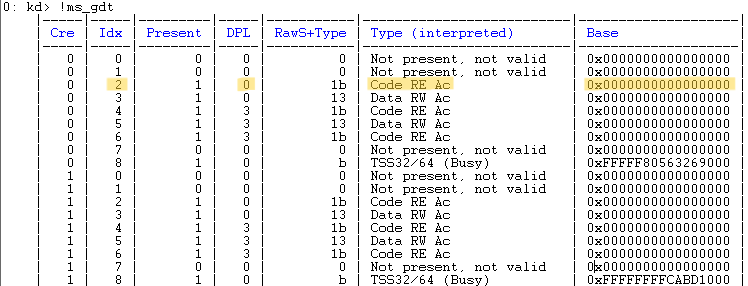 0: kd> !ms_gdt
| Cre | Idx | Present | DPL | RawS+Type | Type (interpreted) | Base
| 0 | 0 | 0 | 0 | 0 | Not present, not valid | 0x0000000000000000
| 0 | 1 | 0 | 0 | 0 | Not present, not valid | 0x0000000000000000
| 0 | 2 | 1 | 0 | 1b | Code RE Ac | 0x0000000000000000
| 0 | 3 | 1 | 0 | 13 | Data RW Ac | 0x0000000000000000
| 0 | 4 | 1 | 3 | 1b | Code RE Ac | 0x0000000000000000
| 0 | 5 | 1 | 3 | 13 | Data RW Ac | 0x0000000000000000
| 0 | 6 | 1 | 3 | 1b | Code RE Ac | 0x0000000000000000
| 0 | 7 | 0 | 0 | 0 | Not present, not valid | 0x0000000000000000
| 0 | 8 | 1 | 0 | b | TSS32/64 (Busy) | 0xFFFFF80563269000
| 1 | 0 | 0 | 0 | 0 | Not present, not valid | 0x0000000000000000
| 1 | 1 | 0 | 0 | 0 | Not present, not valid | 0x0000000000000000
| 1 | 2 | 1 | 0 | 1b | Code RE Ac | 0x0000000000000000
| 1 | 3 | 1 | 0 | 13 | Data RW Ac | 0x0000000000000000
| 1 | 4 | 1 | 3 | 1b | Code RE Ac | 0x0000000000000000
| 1 | 5 | 1 | 3 | 13 | Data RW Ac | 0x0000000000000000
| 1 | 6 | 1 | 3 | 1b | Code RE Ac | 0x0000000000000000
| 1 | 7 | 0 | 0 | 0 | Not present, not valid | 0x0000000000000000
| 1 | 8 | 1 | 0 | b | TSS32/64 (Busy) | 0xFFFFFFFFCABD1000